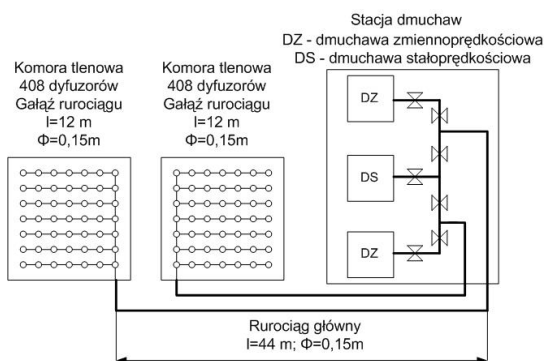 Stacja dmuchaw
DZ - dmuchawa zmiennoprędkościowa
DS - dmuchawa stałoprędkościowa
Komora tlenowa
408 dyfuzorów
Gałąź rurociągu
l=12 m
Φ=0,15m
Komora tlenowa
408 dyfuzorów
Gałąź rurociągu
l=12 m
Φ=0,15m
DZ
DS
DZ
Rurociąg główny
l=44 m; Φ=0,15m